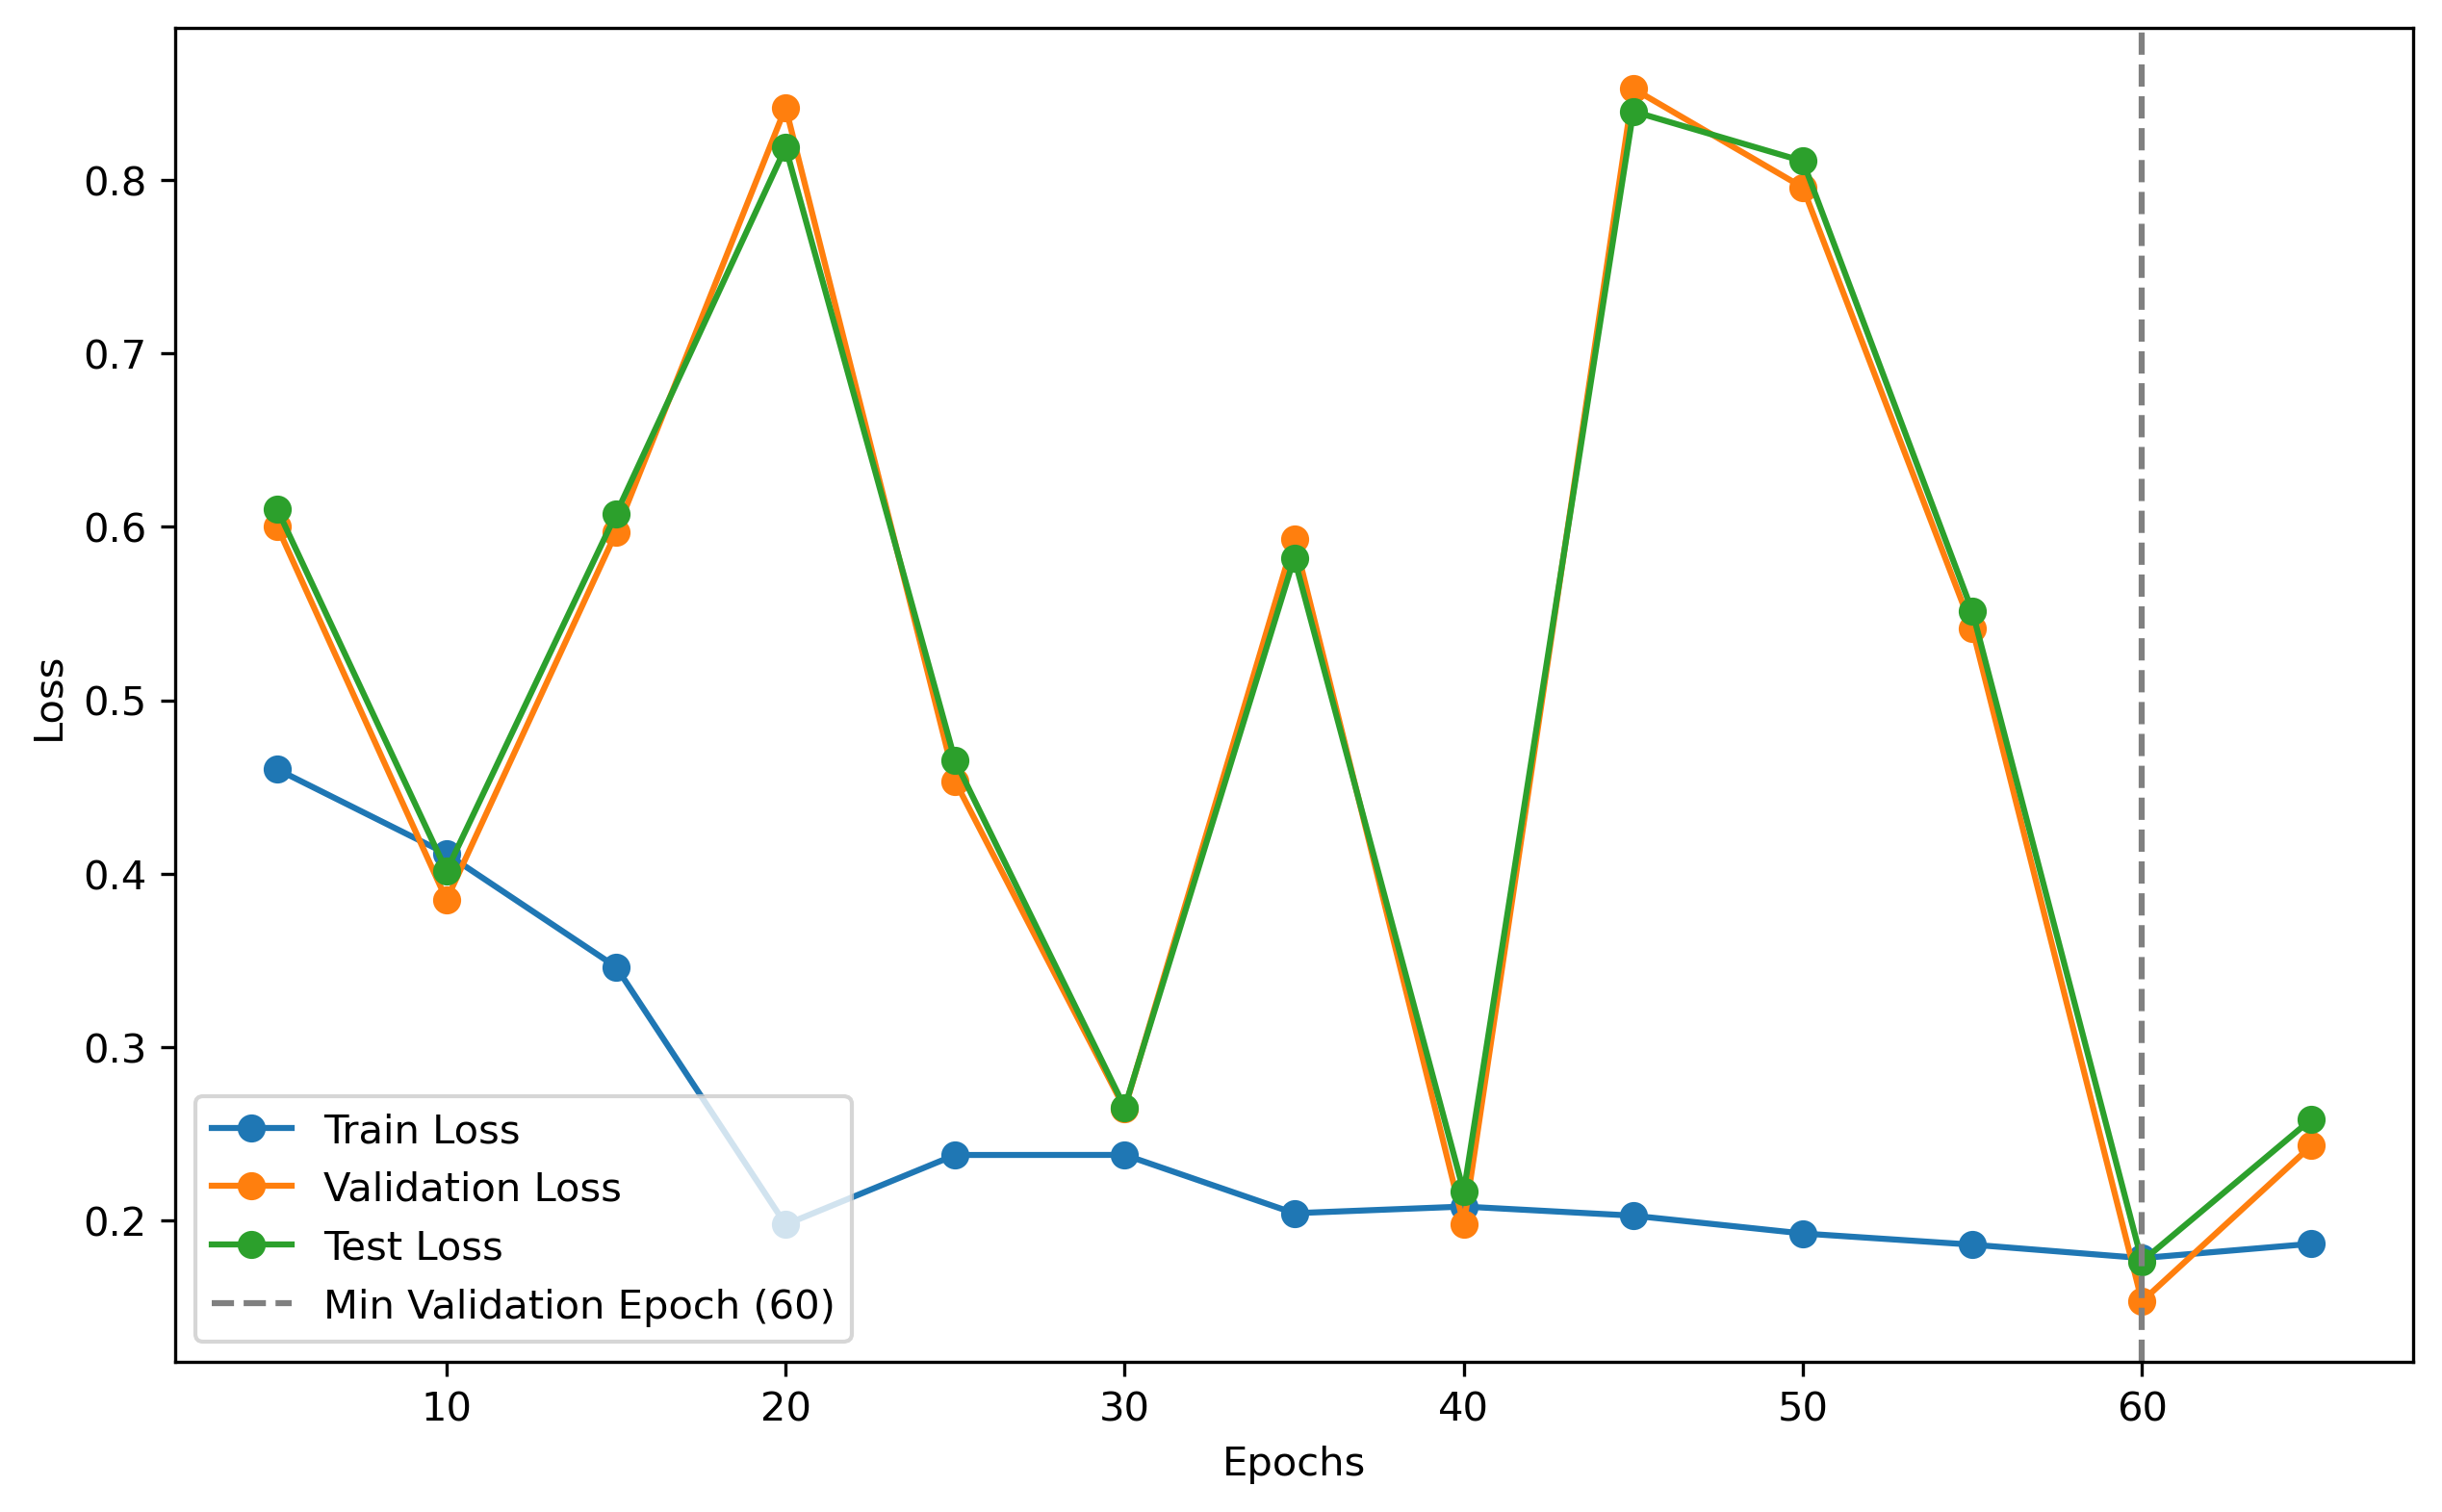 0.8
0.7
0.6
0.5
0.4
0.3
0.2
Loss
Train Loss
Validation Loss
Test Loss
Min Validation Epoch (60)
10 20 30 40 50 60
Epochs